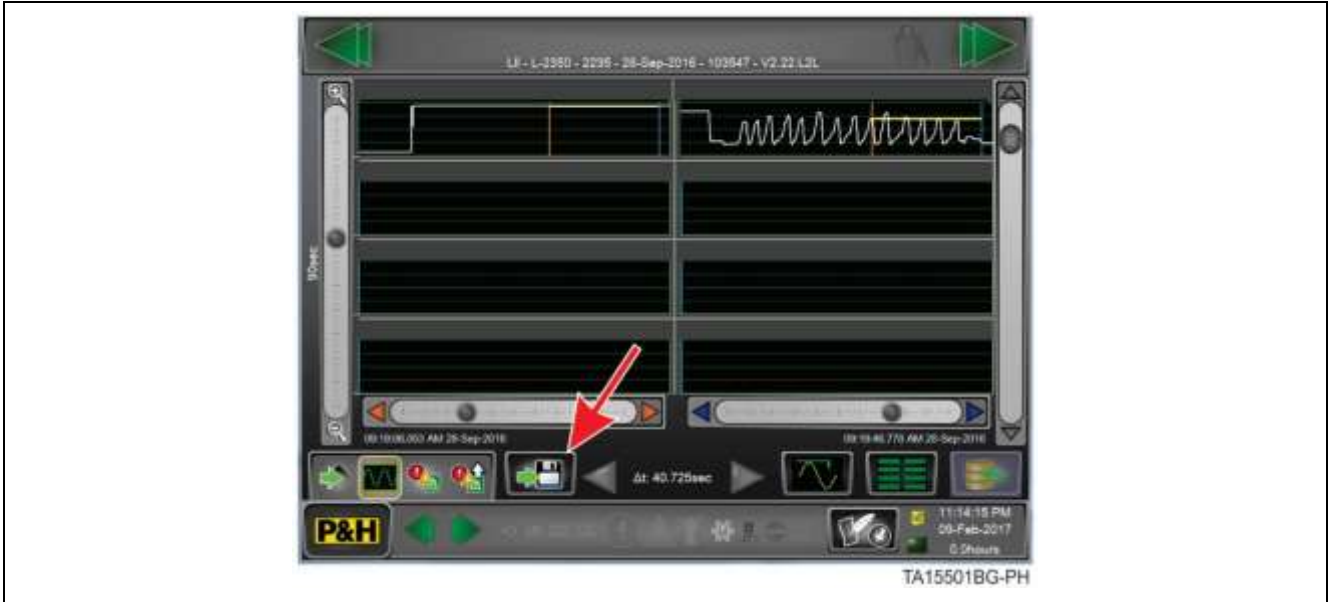 LII - L-2350 - 2295 - 28-Sep-2016 - 103547 - V2.22 L2L
90sec
09:19:06.053 AM 28-Sep-2016
09:19:46.778 AM 28-Sep-2016
Δt: 40.725sec
P&H
11:14:15 PM
09-Feb-2017
0.0hours
TA15501BG-PH